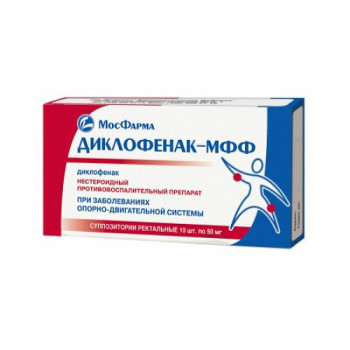 МосФарма
ДИКЛОФЕНАК-МФФ
диклофенак
НЕСТЕРОИДНЫЙ
ПРОТИВОВОСПАЛИТЕЛЬНЫЙ ПРЕПАРАТ
ПРИ ЗАБОЛЕВАНИЯХ
ОПОРНО-ДВИГАТЕЛЬНОЙ СИСТЕМЫ
СУППОЗИТОРИИ РЕКТАЛЬНЫЕ 10 шт. по 50 мг